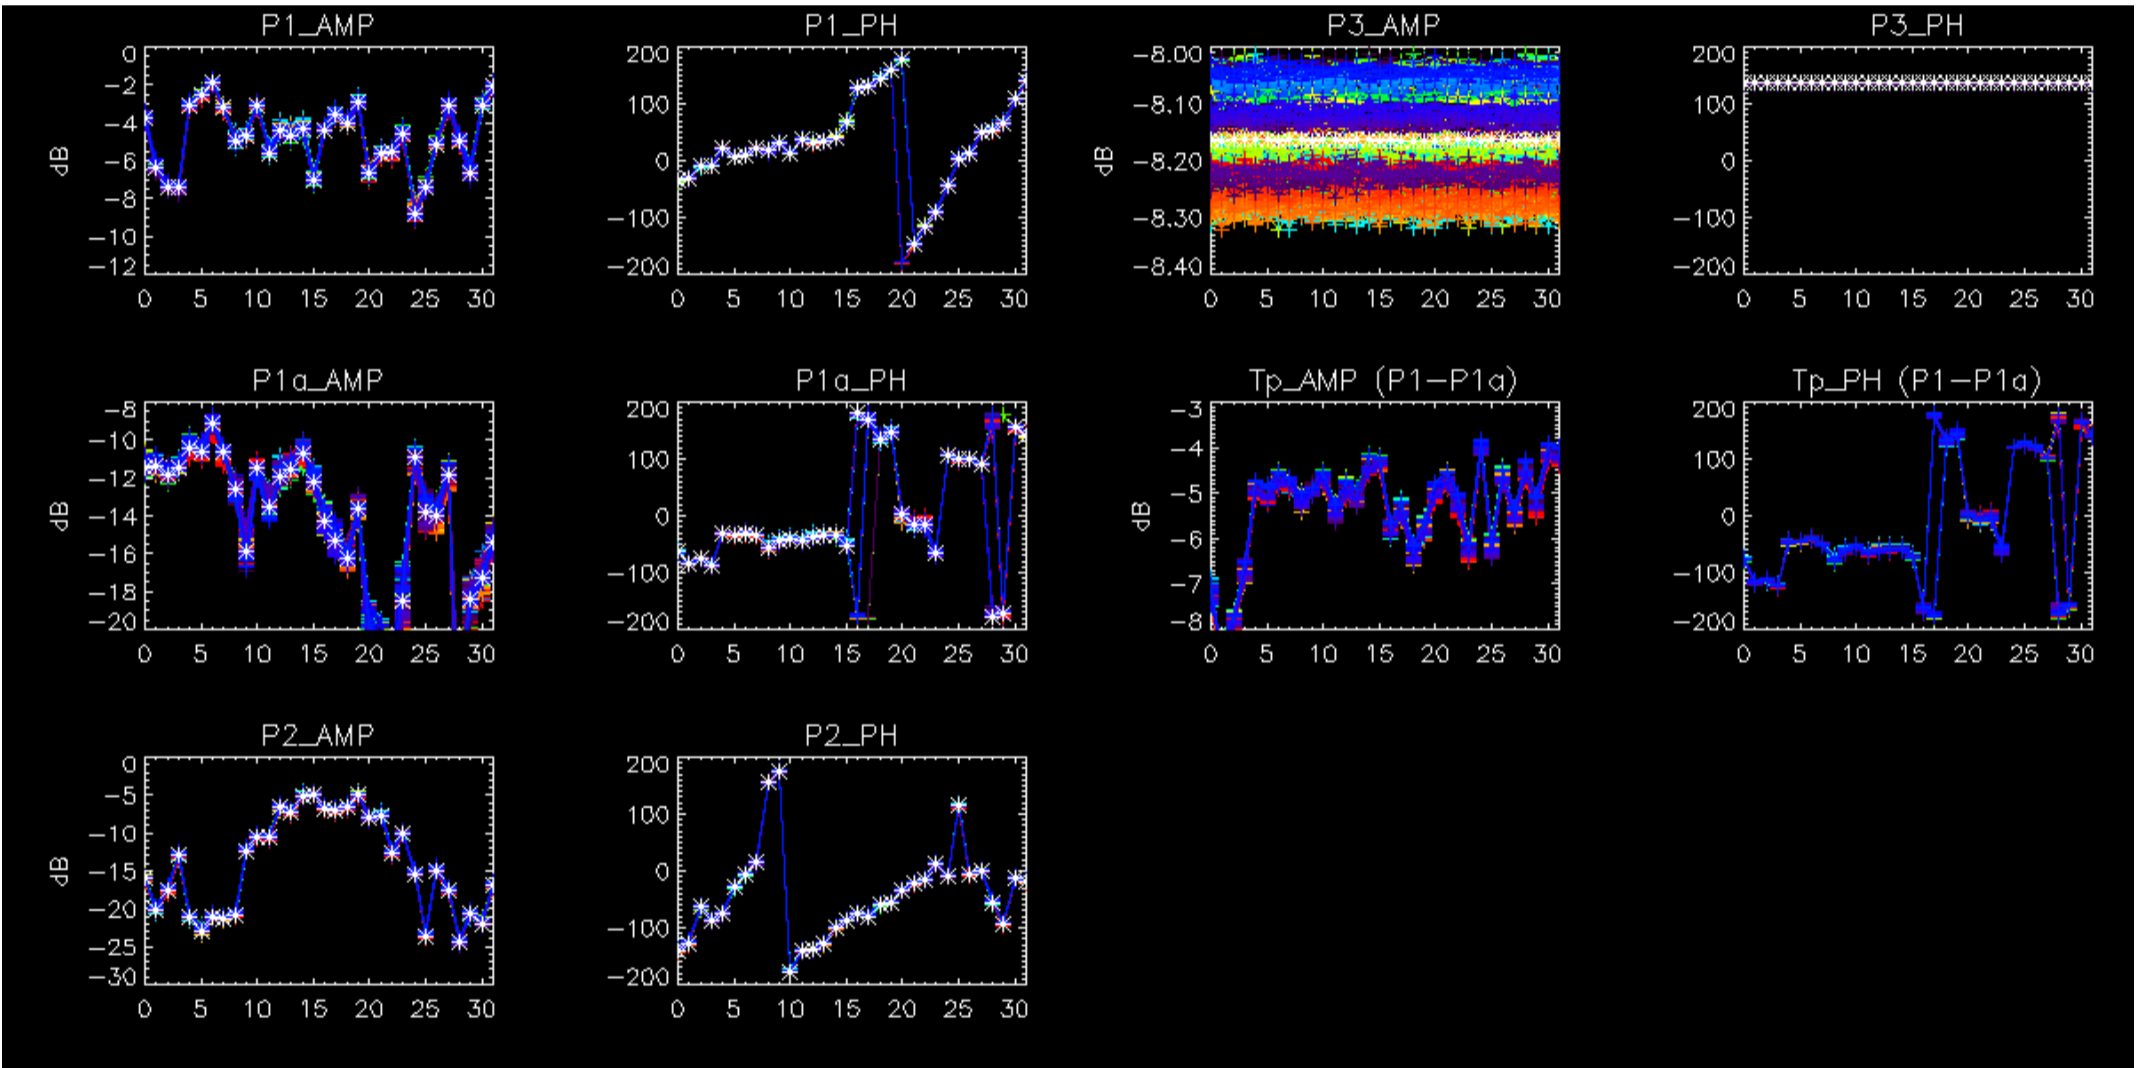 P1_AMP P1_PH P3_AMP P3_PH
0 200 -8.00 200
-2
100 -8.10 100
-4
dB -6 0 dB -8.20 0
-8
-100 -8.30 -100
-10
-12 -200 -8.40 -200
0 5 10 15 20 25 30 0 5 10 15 20 25 30 0 5 10 15 20 25 30 0 5 10 15 20 25 30
P1a_AMP P1a_PH Tp_AMP (P1-P1a) Tp_PH (P1-P1a)
-8 200 -3 200
-10
100 -4 100
-12
dB -14 0 dB -5 0
-16 -6
-100 -7 -100
-18
-20 -200 -8 -200
0 5 10 15 20 25 30 0 5 10 15 20 25 30 0 5 10 15 20 25 30 0 5 10 15 20 25 30
P2_AMP P2_PH
0 200
-5
100
-10
dB -15 0
-20
-100
-25
-30 -200
0 5 10 15 20 25 30 0 5 10 15 20 25 30